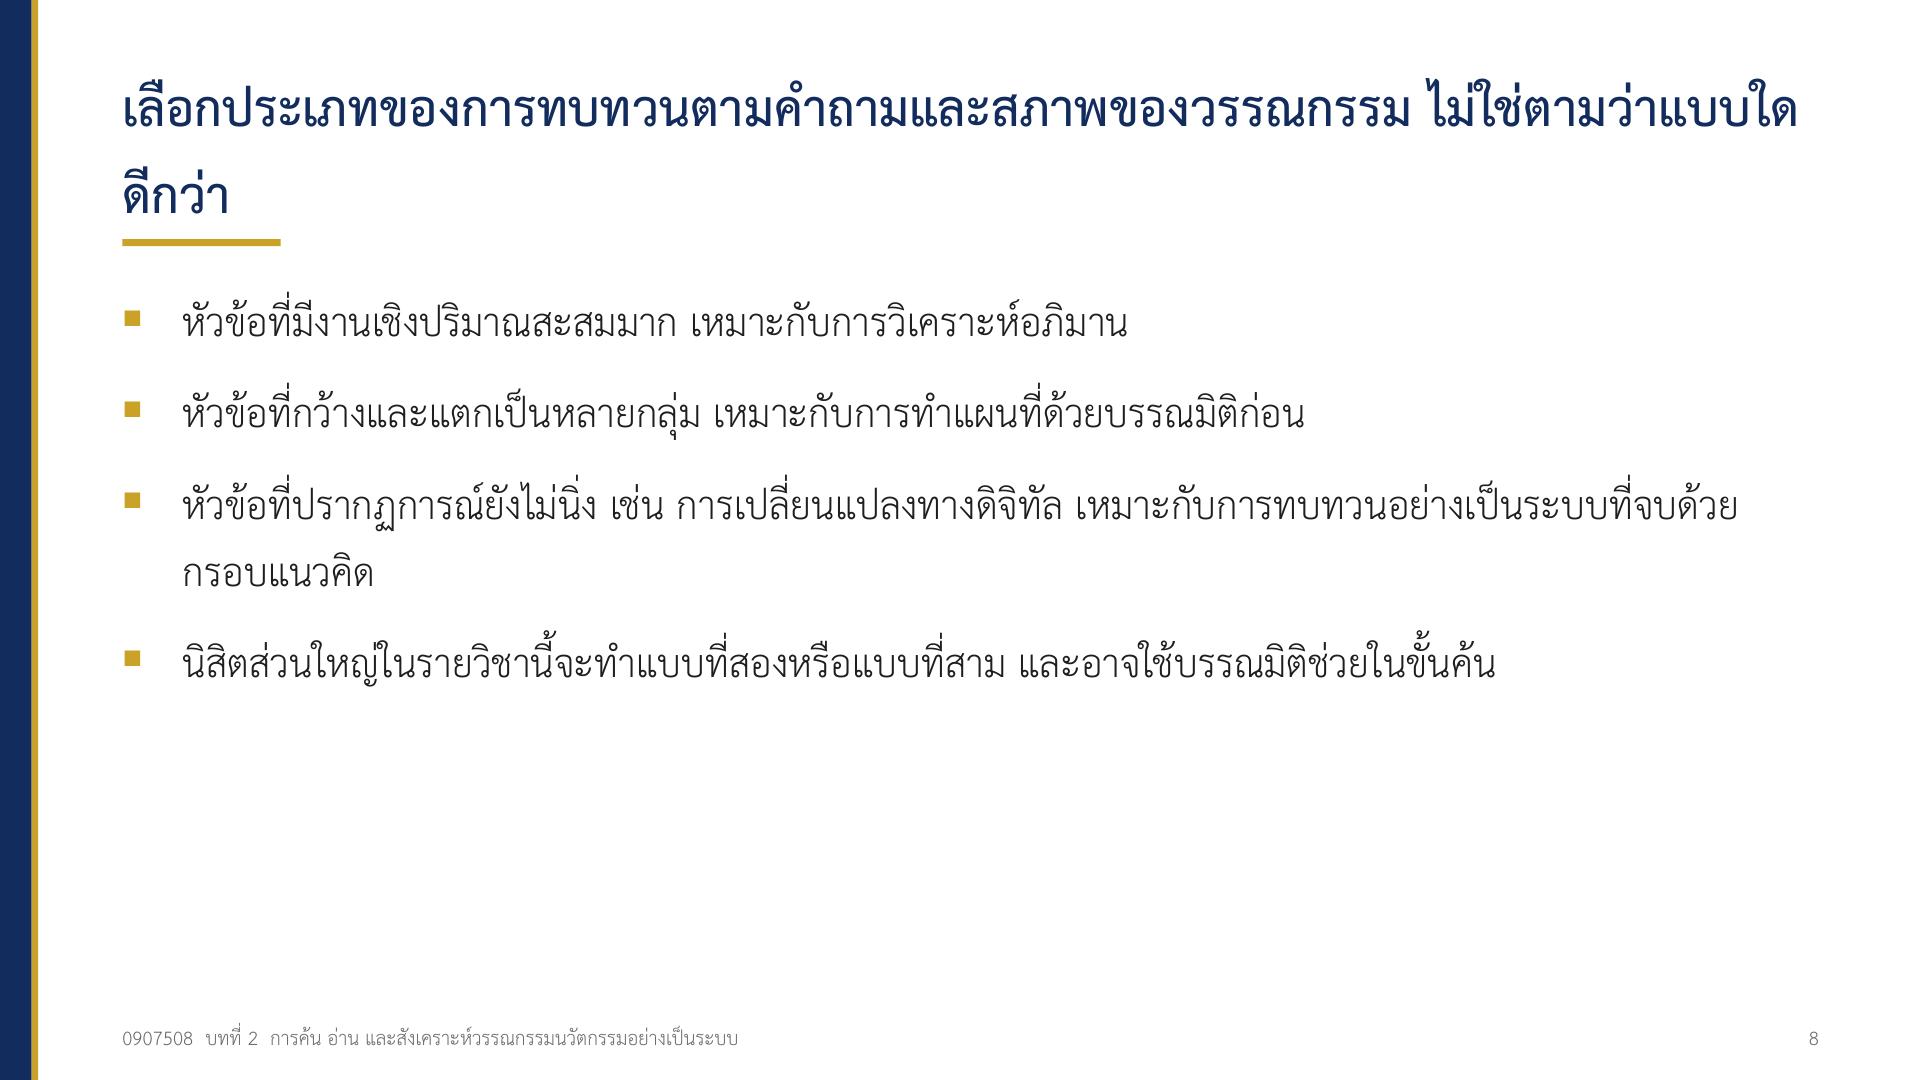 เลือกประเภทของการทบทวนตามคำถามและสภาพของวรรณกรรม ไม่ใช่ตามว่าแบบใด
ดีกว่า
หัวข้อที่มีงานเชิงปริมาณสะสมมาก เหมาะกับการวิเคราะห์อภิมาน
หัวข้อที่กว้างและแตกเป็นหลายกลุ่ม เหมาะกับการทำแผนที่ด้วยบรรณมิติก่อน
หัวข้อที่ปรากฏการณ์ยังไม่นิ่ง เช่น การเปลี่ยนแปลงทางดิจิทัล เหมาะกับการทบทวนอย่างเป็นระบบที่จบด้วย
กรอบแนวคิด
นิสิตส่วนใหญ่ในรายวิชานี้จะทำแบบที่สองหรือแบบที่สาม และอาจใช้บรรณมิติช่วยในขั้นค้น
0907508 บทที่ 2 การค้น อ่าน และสังเคราะห์วรรณกรรมนวัตกรรมอย่างเป็นระบบ
8